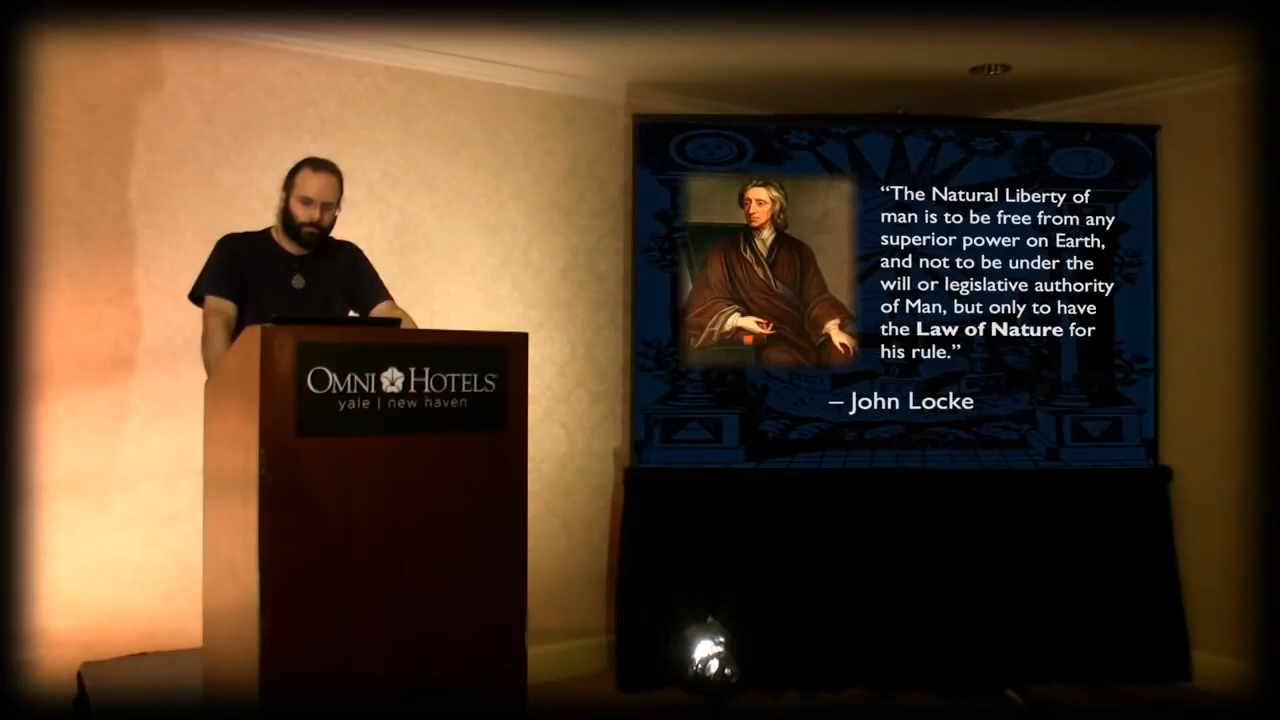 OMNI HOTELS
yale | new haven
“The Natural Liberty of
man is to be free from any
superior power on Earth,
and not to be under the
will or legislative authority
of Man, but only to have
the Law of Nature for
his rule.”
– John Locke